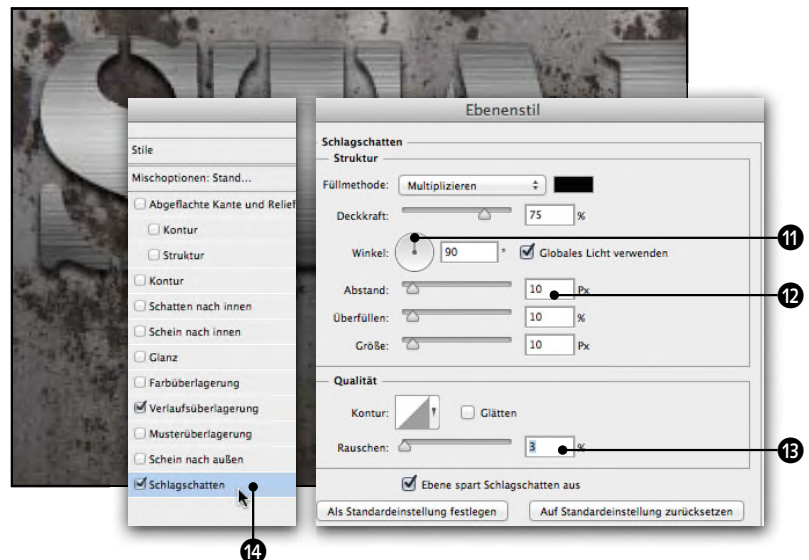 STAHL
Stile
Mischoptionen: Stand...
Abgeflachte Kante und Relief
Kontur
Struktur
Kontur
Schatten nach innen
Schein nach innen
Glanz
Farbüberlagerung
Verlaufsüberlagerung
Musterüberlagerung
Schein nach außen
Schlagschatten
14
Ebenenstil
Schlagschatten
Struktur
Füllmethode: Multiplizieren
Deckkraft: 75 %
Winkel: 90 ° Globales Licht verwenden
11
Abstand: 10 Px
12
Überfüllen: 10 %
Größe: 10 Px
Qualität
Kontur: Glätten
Rauschen: 3 %
13
Ebene spart Schlagschatten aus
Als Standardeinstellung festlegen Auf Standardeinstellung zurücksetzen